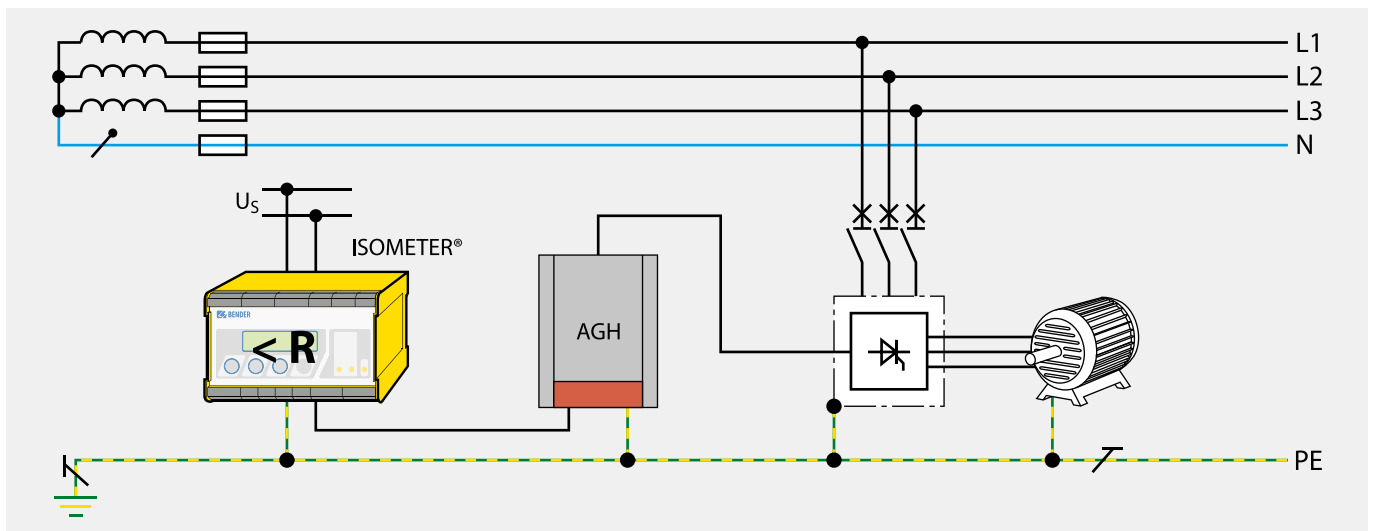 L1
L2
L3
N
US
ISOMETER®
BENDER
< R
AGH
PE